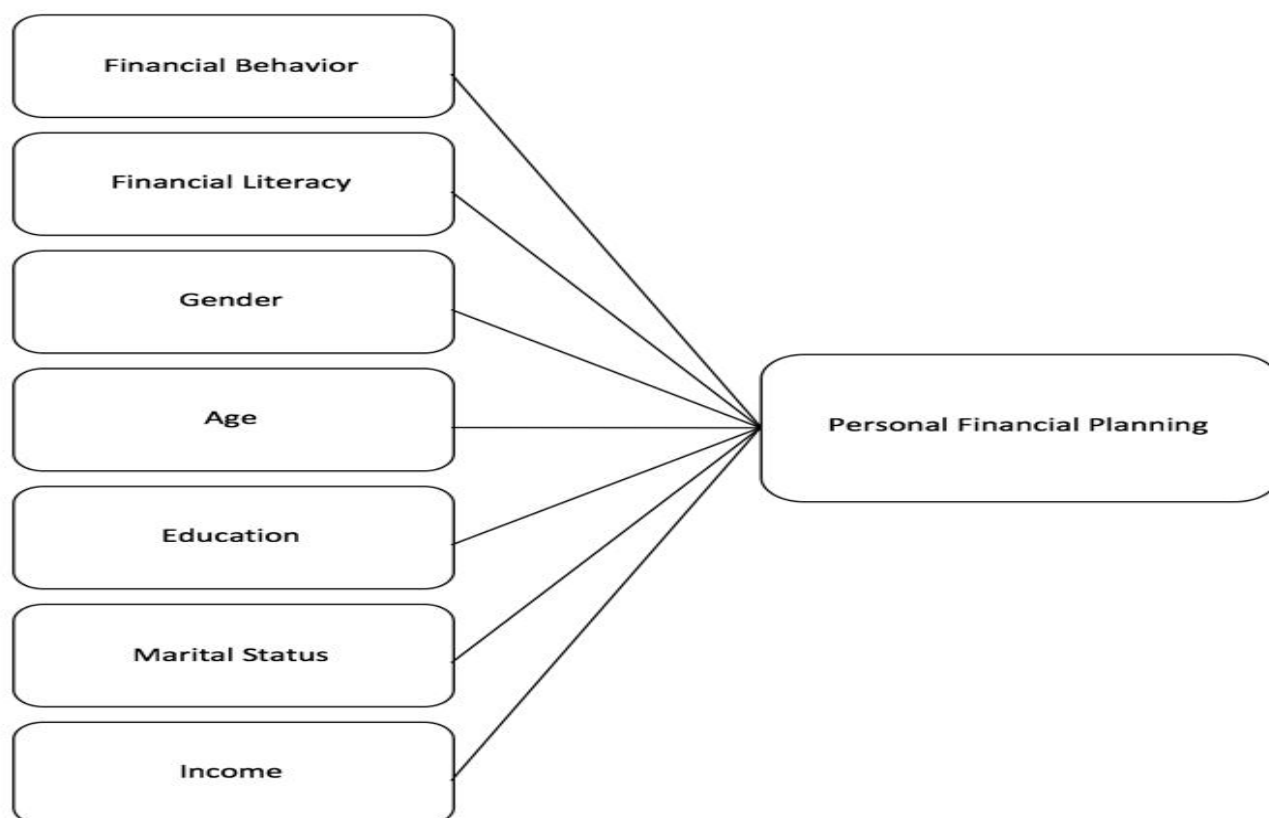 Financial Behavior
Financial Literacy
Gender
Age
Education
Marital Status
Income
Personal Financial Planning